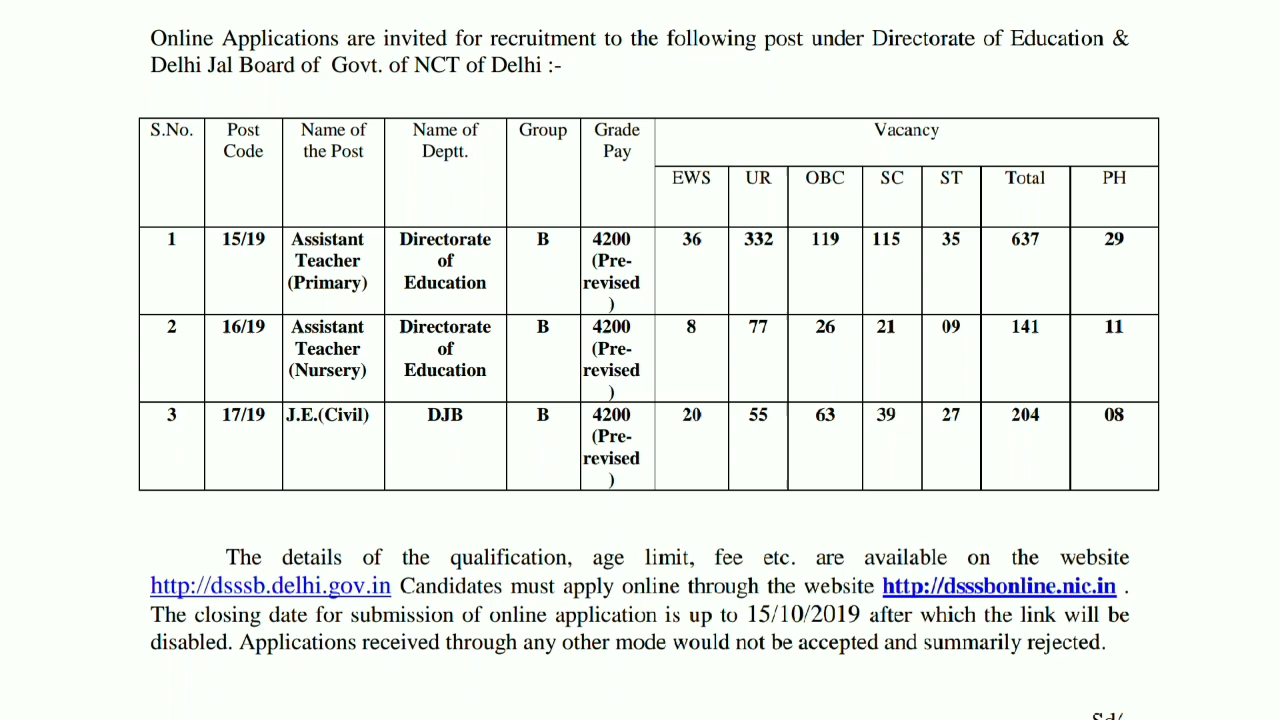 Online Applications are invited for recruitment to the following post under Directorate of Education &
Delhi Jal Board of Govt. of NCT of Delhi :-
S.No. Post Code Name of the Post Name of Deptt. Group Grade Pay Vacancy
EWS UR OBC SC ST Total PH
1 15/19 Assistant Directorate B 4200 36 332 119 115 35 637 29
Teacher of (Pre-
(Primary) Education revised
)
2 16/19 Assistant Directorate B 4200 8 77 26 21 09 141 11
Teacher of (Pre-
(Nursery) Education revised
)
3 17/19 J.E.(Civil) DJB B 4200 20 55 63 39 27 204 08
(Pre-
revised
)
The details of the qualification, age limit, fee etc. are available on the website
http://dsssb.delhi.gov.in Candidates must apply online through the website http://dsssbonline.nic.in .
The closing date for submission of online application is up to 15/10/2019 after which the link will be
disabled. Applications received through any other mode would not be accepted and summarily rejected.
Sd/